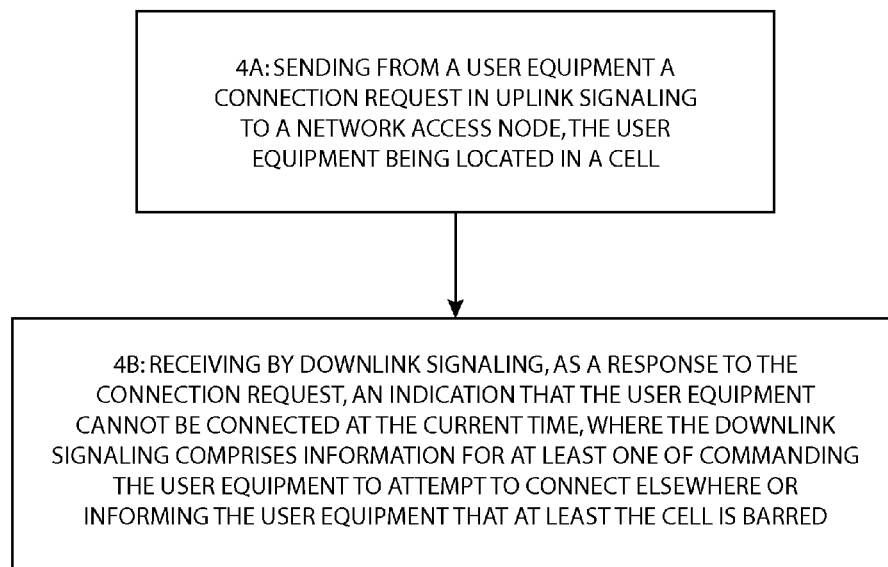 4A: SENDING FROM A USER EQUIPMENT A
CONNECTION REQUEST IN UPLINK SIGNALING
TO A NETWORK ACCESS NODE, THE USER
EQUIPMENT BEING LOCATED IN A CELL
4B: RECEIVING BY DOWNLINK SIGNALING, AS A RESPONSE TO THE
CONNECTION REQUEST, AN INDICATION THAT THE USER EQUIPMENT
CANNOT BE CONNECTED AT THE CURRENT TIME, WHERE THE DOWNLINK
SIGNALING COMPRISES INFORMATION FOR AT LEAST ONE OF COMMANDING
THE USER EQUIPMENT TO ATTEMPT TO CONNECT ELSEWHERE OR
INFORMING THE USER EQUIPMENT THAT AT LEAST THE CELL IS BARRED